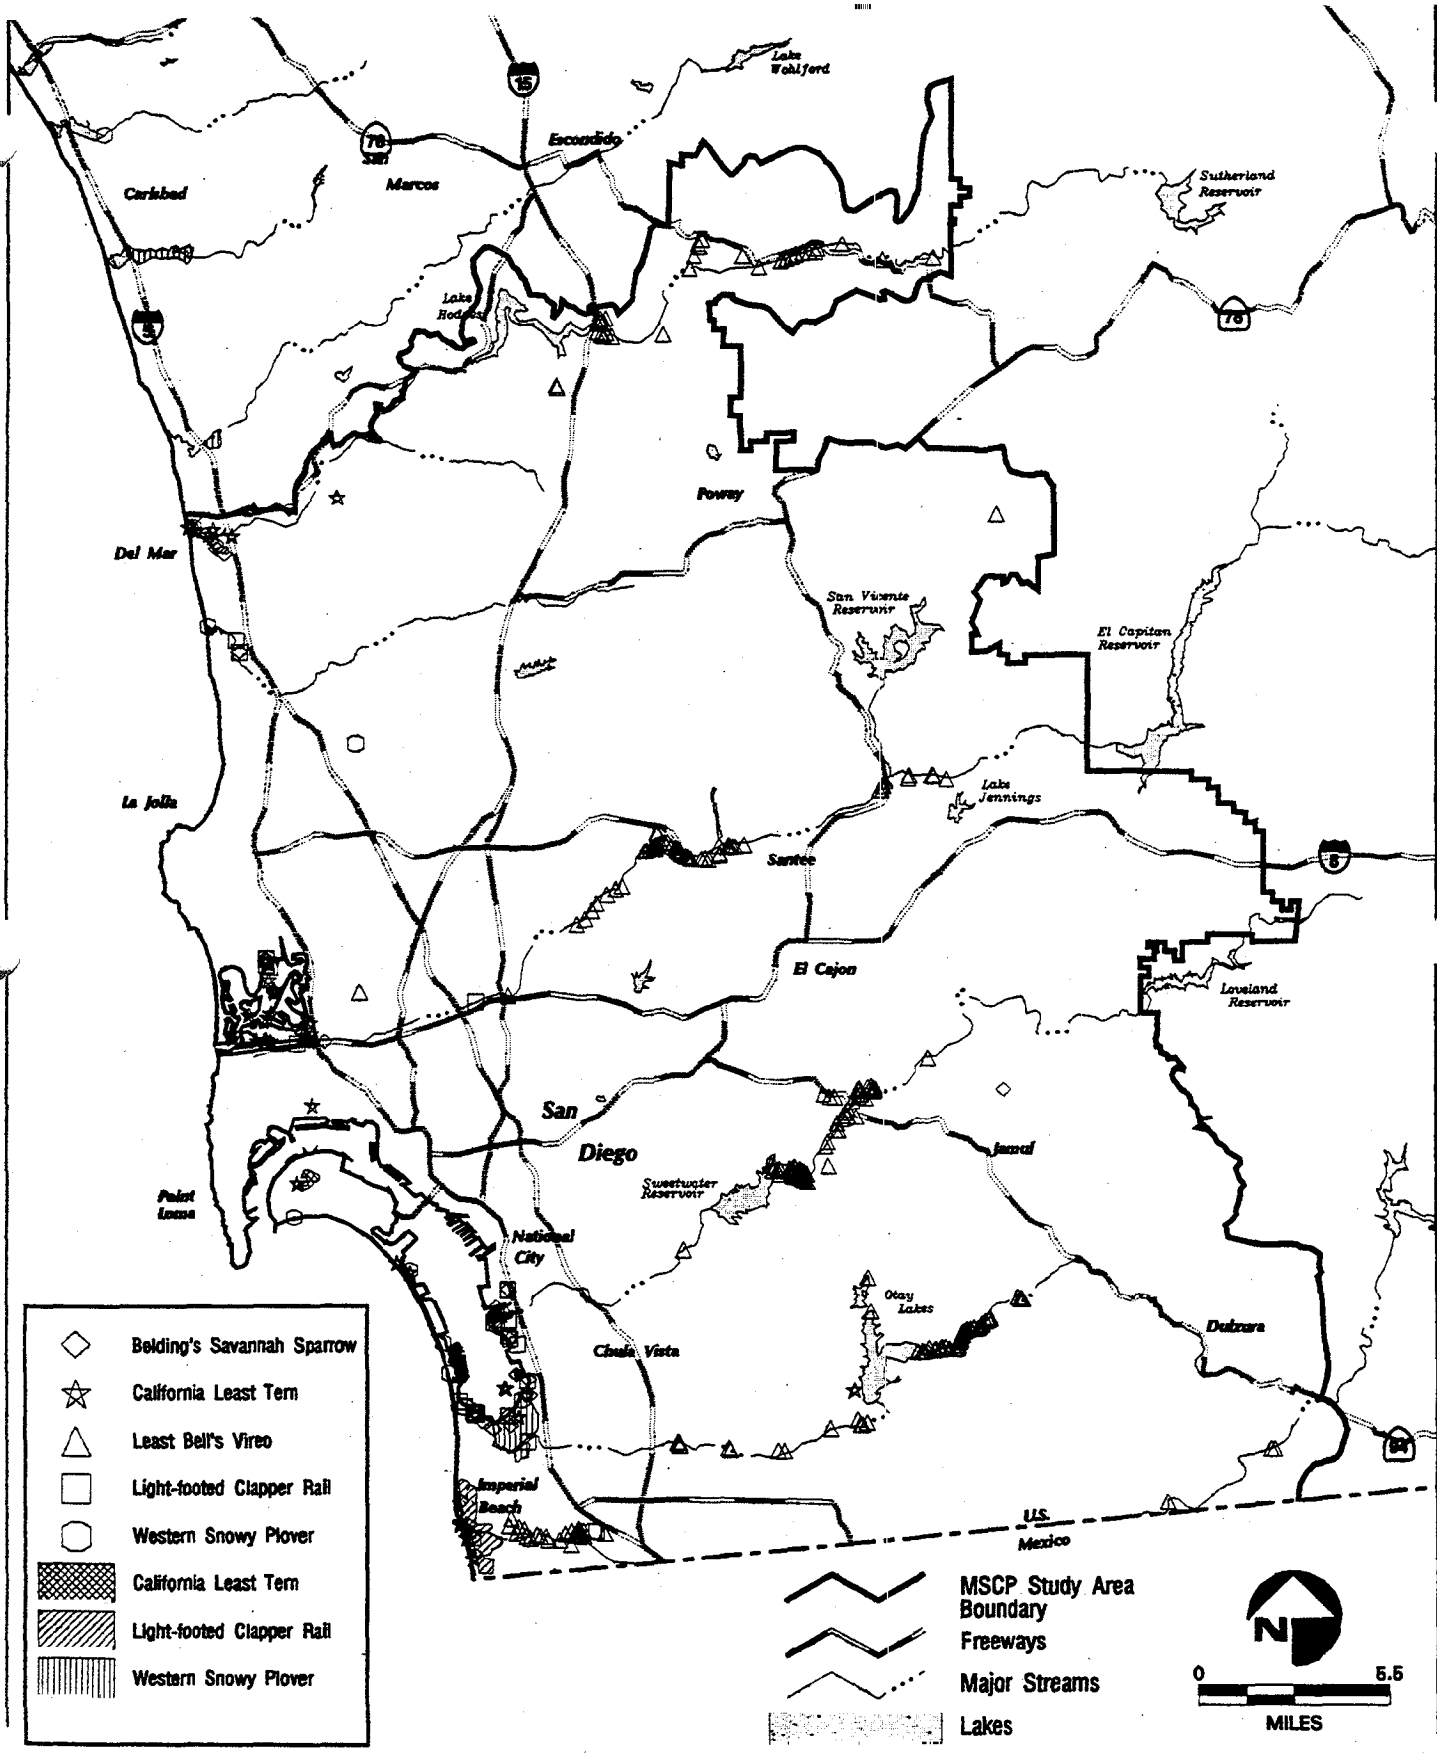 Lake
Wohlford
15
Escondido
78
San
Marcos
Carlsbad
Sutherland
Reservoir
Lake
Hodges
5
78
Poway
Del Mar
San Vicente
Reservoir
El Capitan
Reservoir
La Jolla
Lake
Jennings
Santee
8
El Cajon
Loveland
Reservoir
San
Diego
Jamul
Sweetwater
Reservoir
Point
Loma
National
City
Otay
Lakes
Dulzura
Chula Vista
94
Imperial
Beach
U.S.
Mexico
Belding's Savannah Sparrow
California Least Tern
Least Bell's Vireo
Light-footed Clapper Rail
Western Snowy Plover
California Least Tern
Light-footed Clapper Rail
Western Snowy Plover
MSCP Study Area
Boundary
Freeways
Major Streams
Lakes
N
0 5.5
MILES